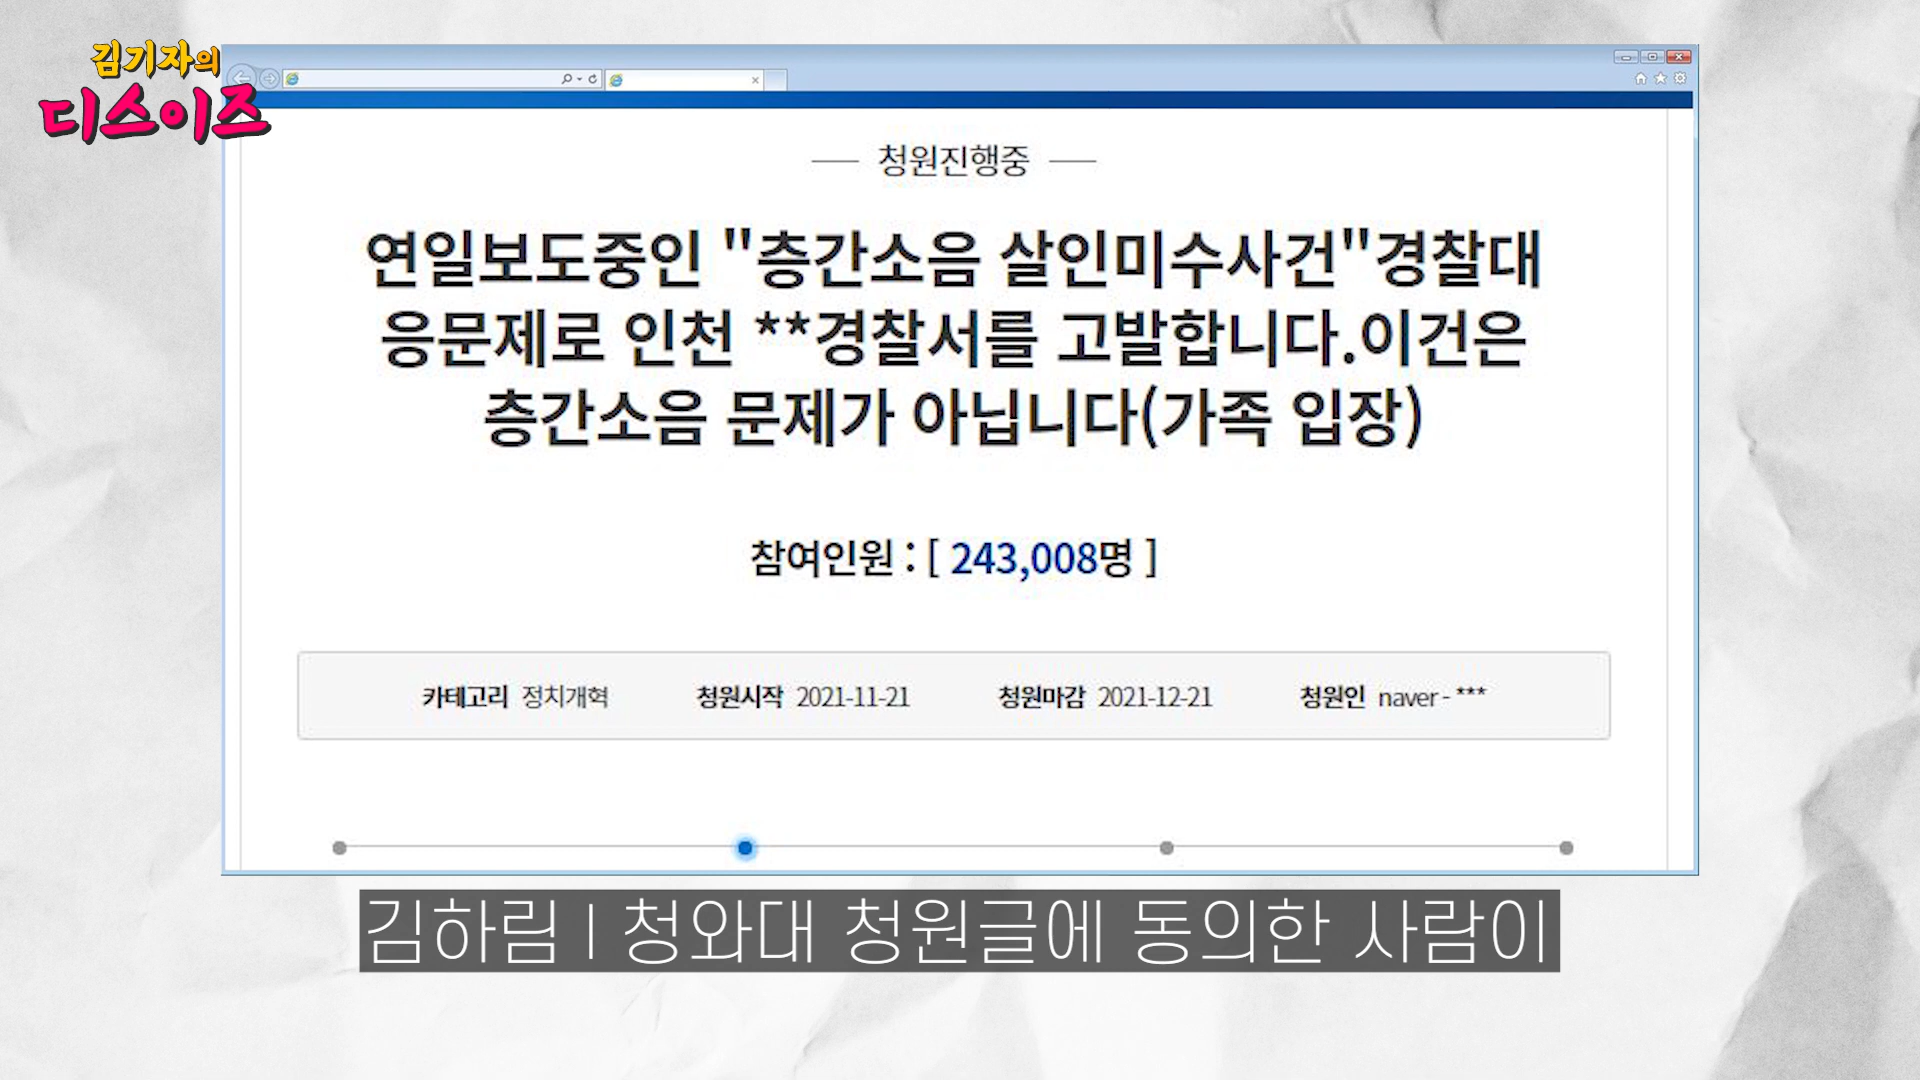 김기자의
디스이즈
청원진행중
연일보도중인 "층간소음 살인미수사건"경찰대
응문제로 인천 **경찰서를 고발합니다.이건은
층간소음 문제가 아닙니다(가족 입장)
참여인원 : [ 243,008명 ]
카테고리 정치개혁 청원시작 2021-11-21 청원마감 2021-12-21 청원인 naver - ***
김하림 | 청와대 청원글에 동의한 사람이